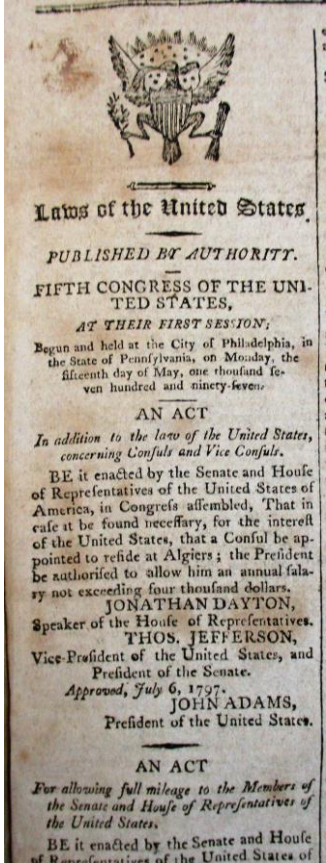 Laws of the United States.
PUBLISHED BY AUTHORITY.
FIFTH CONGRESS OF THE UNI-
TED STATES,
AT THEIR FIRST SESSION;
Begun and held at the City of Philadelphia, in
the State of Pennſylvania, on Monday, the
fifteenth day of May, one thouſand ſe-
ven hundred and ninety-ſeven.
AN ACT
In addition to the law of the United States,
concerning Conſuls and Vice Conſuls.
BE it enacted by the Senate and Houſe
of Repreſentatives of the United States of
America, in Congreſs aſſembled, That in
caſe it be found neceſſary, for the intereſt
of the United States, that a Conſul be ap-
pointed to reſide at Algiers; the Preſident
be authoriſed to allow him an annual ſala-
ry not exceeding four thouſand dollars.
JONATHAN DAYTON,
Speaker of the Houſe of Repreſentatives.
THOS. JEFFERSON,
Vice-Preſident of the United States, and
Preſident of the Senate.
Approved, July 6, 1797.
JOHN ADAMS,
Preſident of the United States.
AN ACT
For allowing full mileage to the Members of
the Senate and Houſe of Repreſentatives of
the United States.
BE it enacted by the Senate and Houſe
of Repreſentatives of the United States of